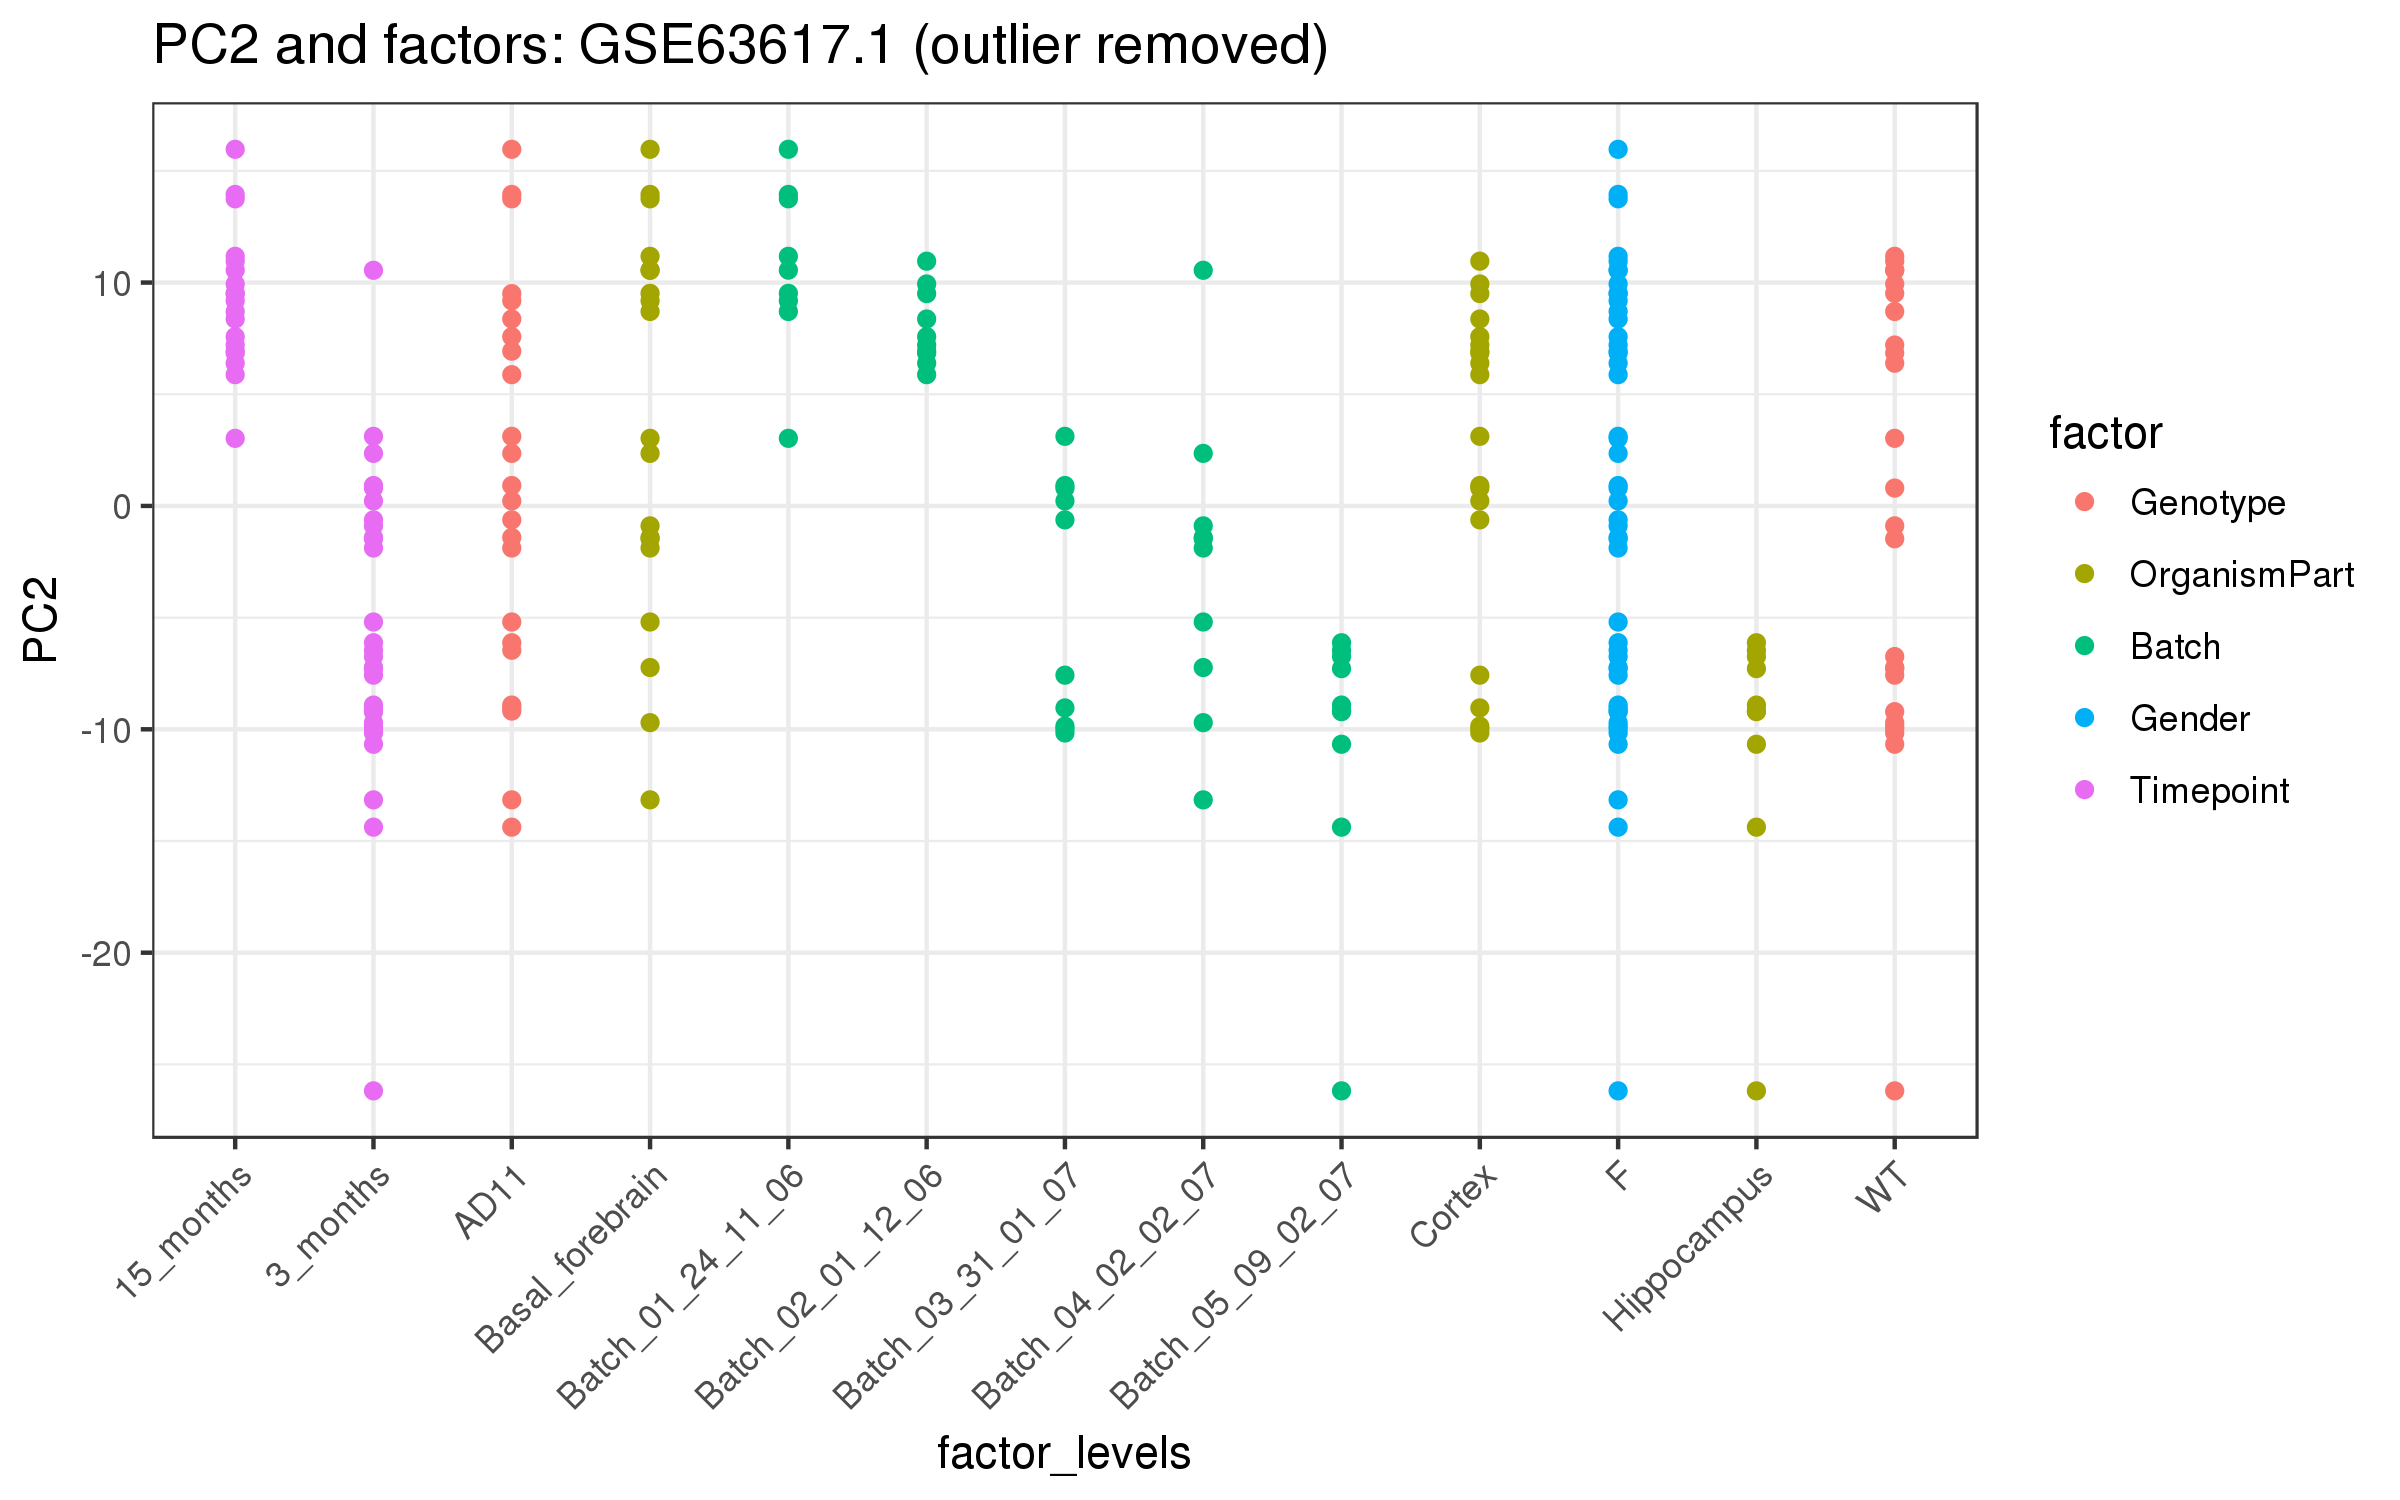 PC2 and factors: GSE63617.1 (outlier removed)
PC2
10
0
-10
-20
15_months
3_months
AD11
Basal_forebrain
Batch_01_24_11_06
Batch_02_01_12_06
Batch_03_31_01_07
Batch_04_02_02_07
Batch_05_09_02_07
Cortex
F
Hippocampus
WT
factor_levels
factor
Genotype
OrganismPart
Batch
Gender
Timepoint